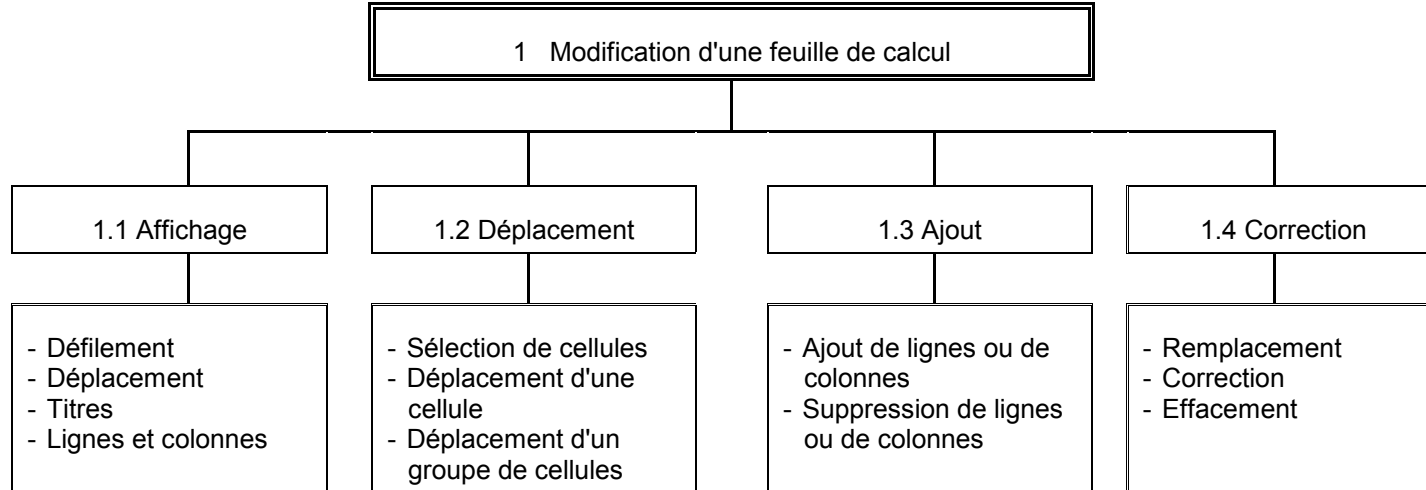 1 Modification d'une feuille de calcul
1.1 Affichage
1.2 Déplacement
1.3 Ajout
1.4 Correction
- Défilement
- Déplacement
- Titres
- Lignes et colonnes
- Sélection de cellules
- Déplacement d'une
cellule
- Déplacement d'un
groupe de cellules
- Ajout de lignes ou de
colonnes
- Suppression de lignes
ou de colonnes
- Remplacement
- Correction
- Effacement